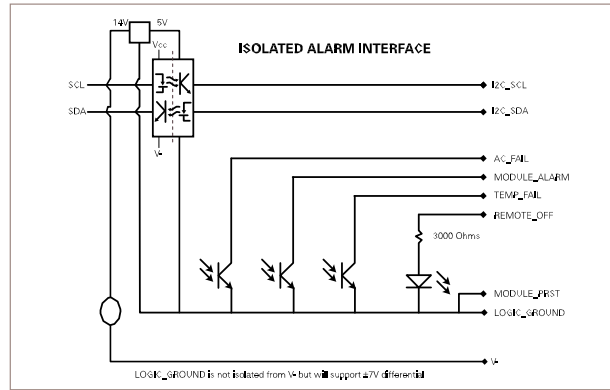 14V 5V
ISOLATED ALARM INTERFACE
Vcc
SCL
I2C_SCL
SDA
I2C_SDA
V-
AC_FAIL
MODULE_ALARM
TEMP_FAIL
REMOTE_OFF
3000 Ohms
MODULE_PRST
LOGIC_GROUND
V-
LOGIC_GROUND is not isolated from V- but will support ±7V differential